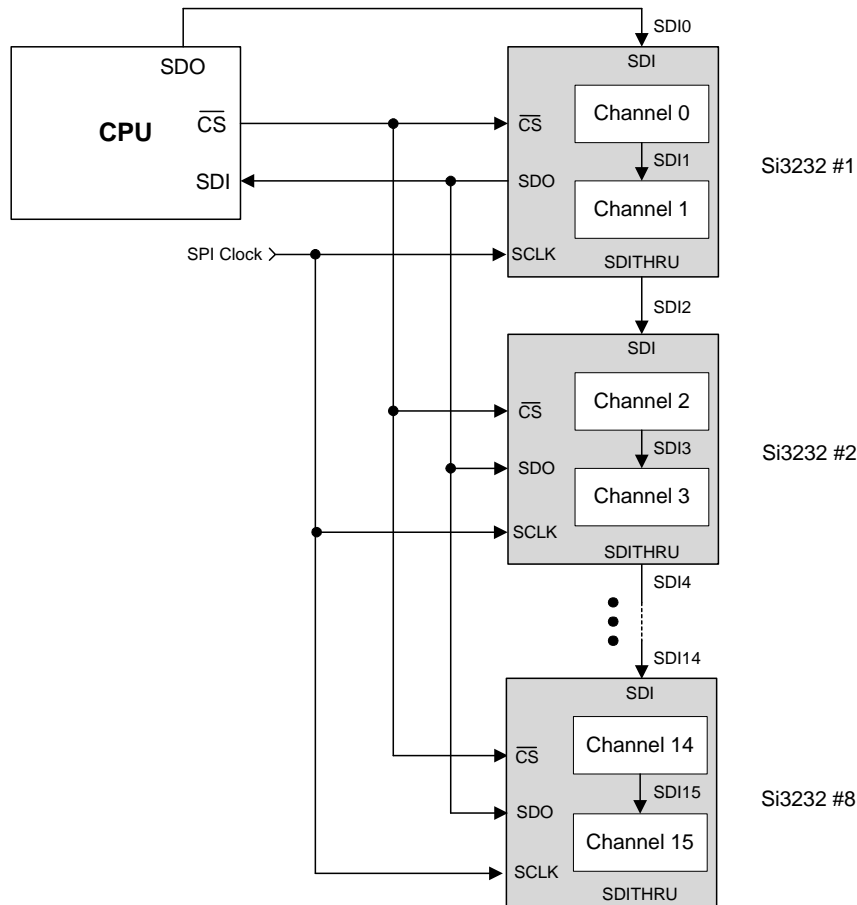 SDI0
SDO
SDI
CPU
CS
Channel 0
CS
SDI1
Si3232 #1
SDI
SDO
Channel 1
SPI Clock
SCLK
SDITHRU
SDI2
SDI
Channel 2
CS
SDI3
Si3232 #2
SDO
Channel 3
SCLK
SDITHRU
SDI4
SDI14
SDI
Channel 14
CS
SDI15
Si3232 #8
SDO
Channel 15
SCLK
SDITHRU